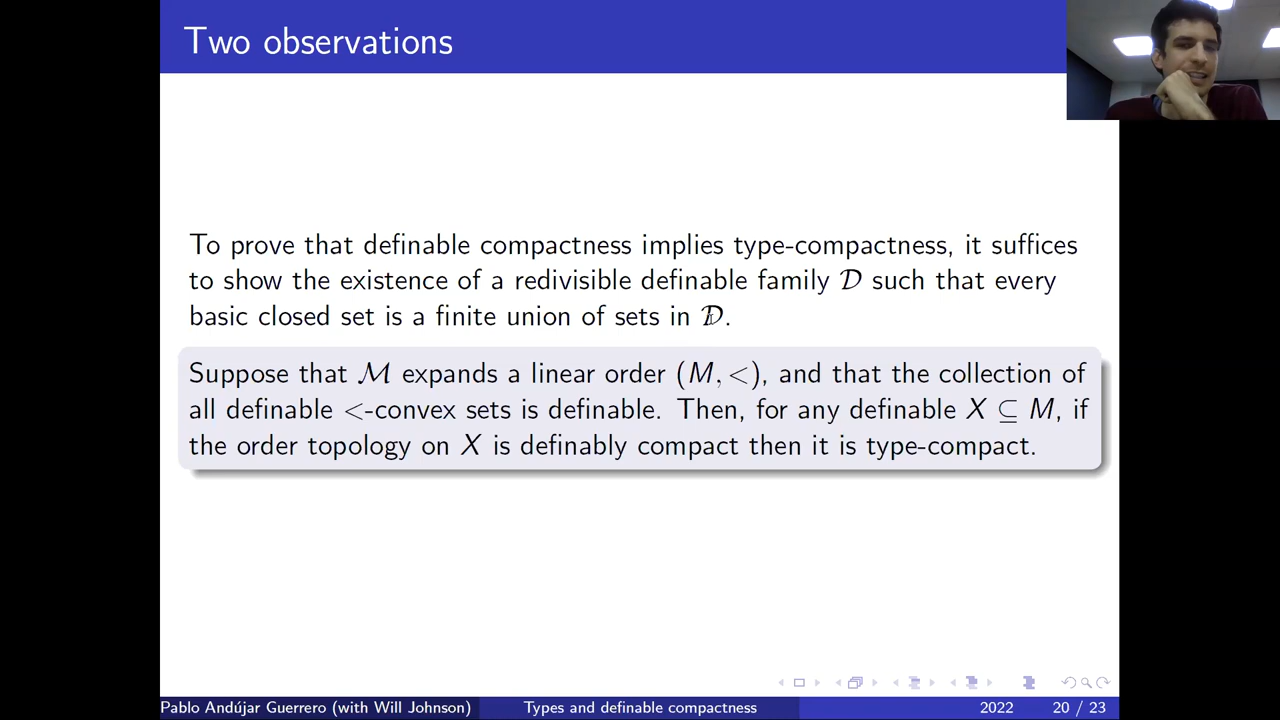 Two observations
To prove that definable compactness implies type-compactness, it suffices
to show the existence of a redivisible definable family 𝒟 such that every
basic closed set is a finite union of sets in 𝒟.
Suppose that ℳ expands a linear order (M, <), and that the collection of
all definable <-convex sets is definable. Then, for any definable X ⊆ M, if
the order topology on X is definably compact then it is type-compact.
Pablo Andújar Guerrero (with Will Johnson) Types and definable compactness 2022 20 / 23